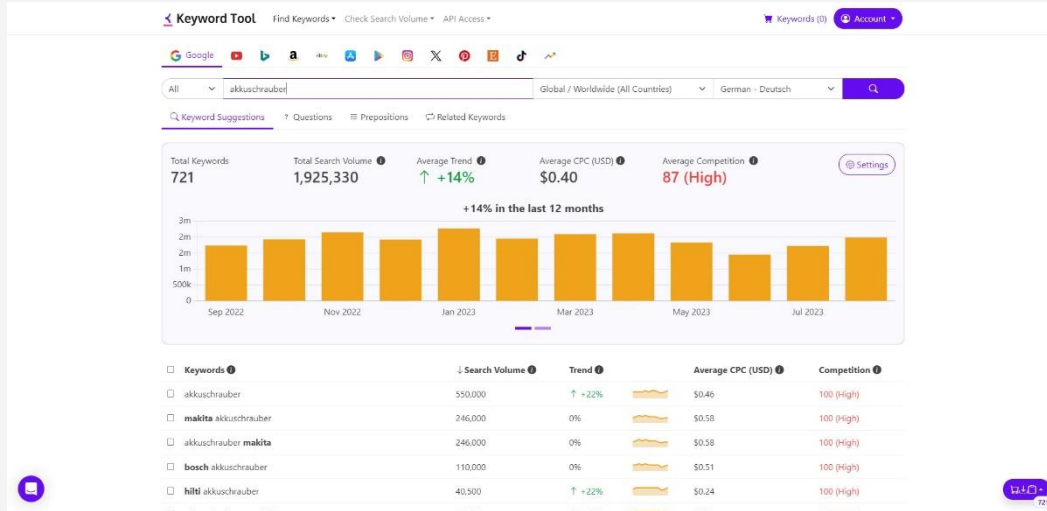 Keyword Tool Find Keywords Check Search Volume API Access Keywords (0) Account
Google a ebay
All akkuschrauber Global / Worldwide (All Countries) German - Deutsch
Keyword Suggestions ? Questions Prepositions Related Keywords
Total Keywords Total Search Volume Average Trend Average CPC (USD) Average Competition Settings
721 1,925,330 ↑ +14% $0.40 87 (High)
+14% in the last 12 months
3m
2m
2m
1m
500k
0
Sep 2022 Nov 2022 Jan 2023 Mar 2023 May 2023 Jul 2023
Keywords ↓ Search Volume Trend Average CPC (USD) Competition
akkuschrauber 550,000 ↑ +22% $0.46 100 (High)
makita akkuschrauber 246,000 0% $0.58 100 (High)
akkuschrauber makita 246,000 0% $0.58 100 (High)
bosch akkuschrauber 110,000 0% $0.51 100 (High)
hilti akkuschrauber 40,500 ↑ +22% $0.24 100 (High)